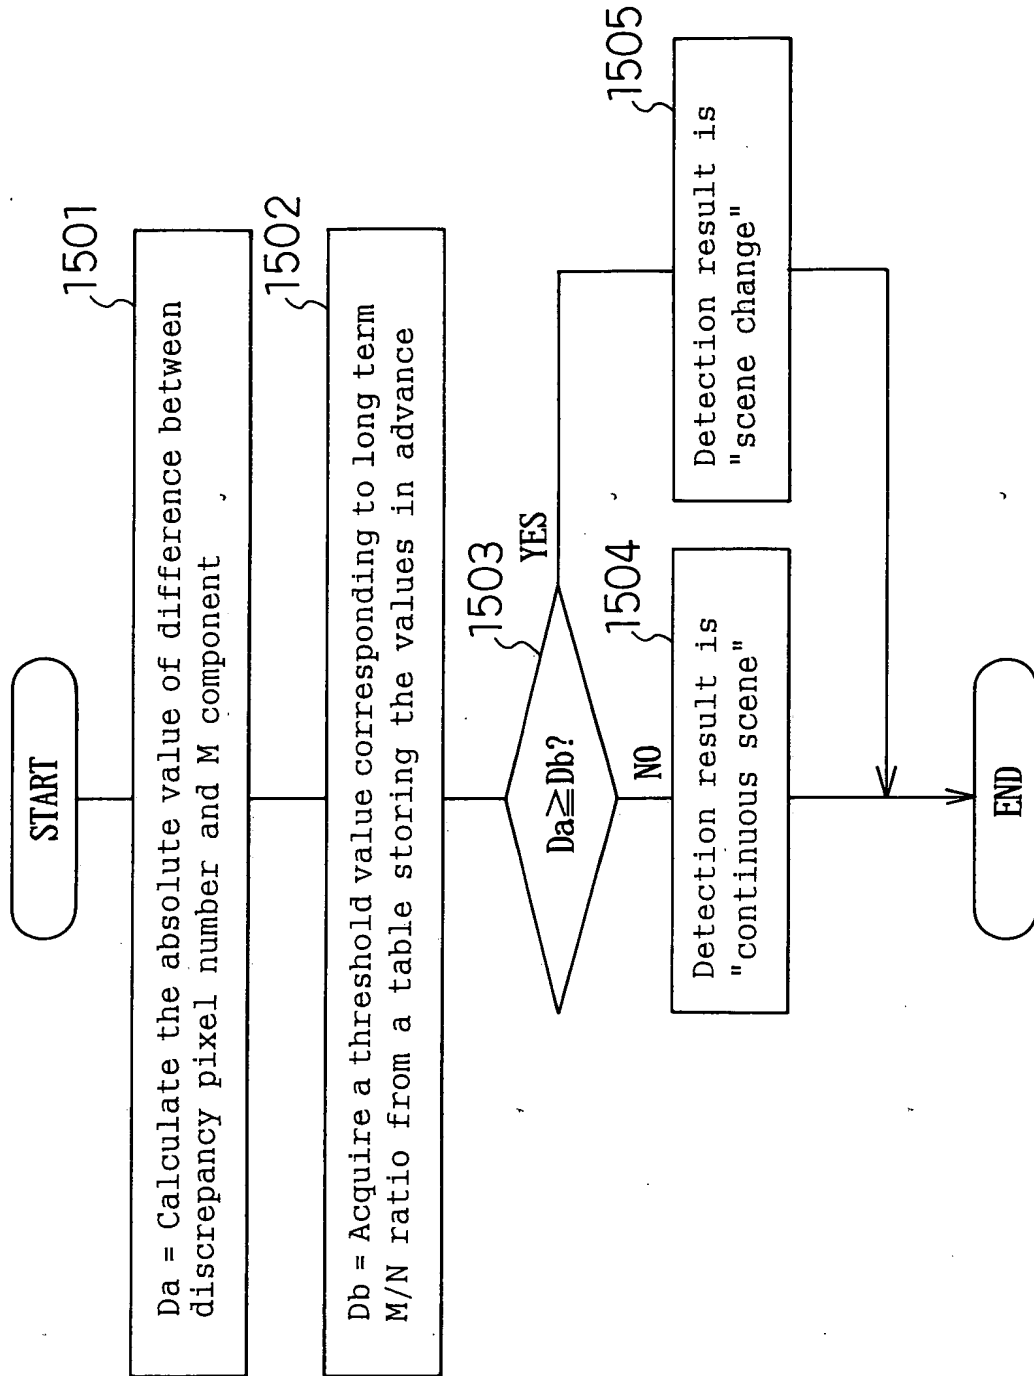 START
1501
Da = Calculate the absolute value of difference between
discrepancy pixel number and M component
1502
Db = Acquire a threshold value corresponding to long term
M/N ratio from a table storing the values in advance
1503
Da≧Db?
YES
NO
1504
Detection result is
"continuous scene"
1505
Detection result is
"scene change"
END